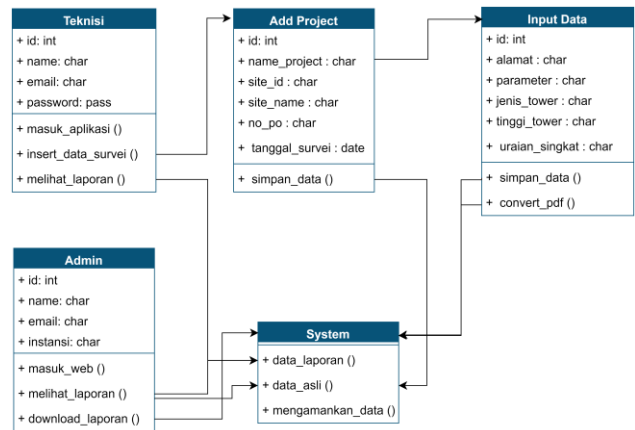 Teknisi
+ id: int
+ name: char
+ email: char
+ password: pass
+ masuk_aplikasi ()
+ insert_data_survei ()
+ melihat_laporan ()
Add Project
+ id: int
+ name_project : char
+ site_id : char
+ site_name : char
+ no_po : char
+ tanggal_survei : date
+ simpan_data ()
Input Data
+ id: int
+ alamat : char
+ parameter : char
+ jenis_tower : char
+ tinggi_tower : char
+ uraian_singkat : char
+ simpan_data ()
+ convert_pdf ()
Admin
+ id: int
+ name: char
+ email: char
+ instansi: char
+ masuk_web ()
+ melihat_laporan ()
+ download_laporan ()
System
+ data_laporan ()
+ data_asli ()
+ mengamankan_data ()